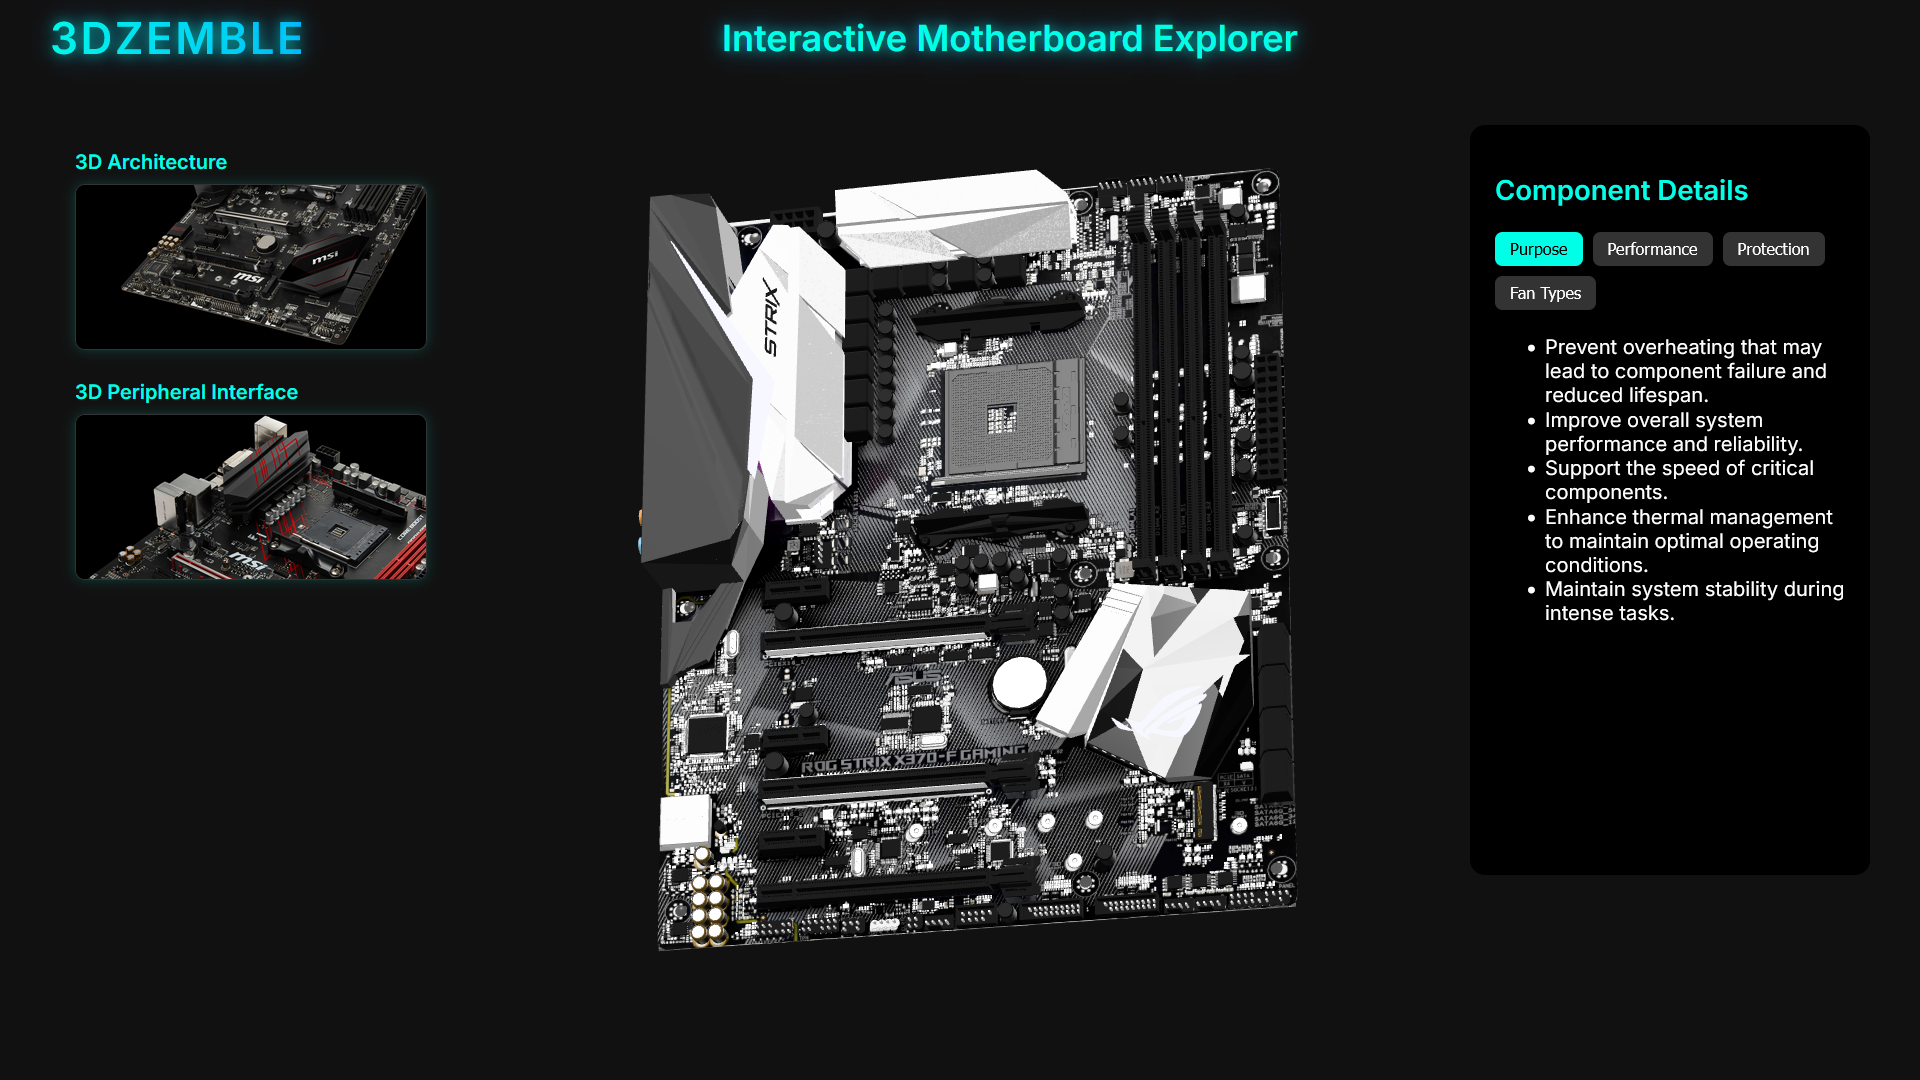 3DZEMBLE
Interactive Motherboard Explorer
3D Architecture
msi
msi
3D Peripheral Interface
msi
STRIX
ASUS
ROG STRIX X370-F GAMING
Component Details
Purpose
Performance
Protection
Fan Types
• Prevent overheating that may
lead to component failure and
reduced lifespan.
• Improve overall system
performance and reliability.
• Support the speed of critical
components.
• Enhance thermal management
to maintain optimal operating
conditions.
• Maintain system stability during
intense tasks.